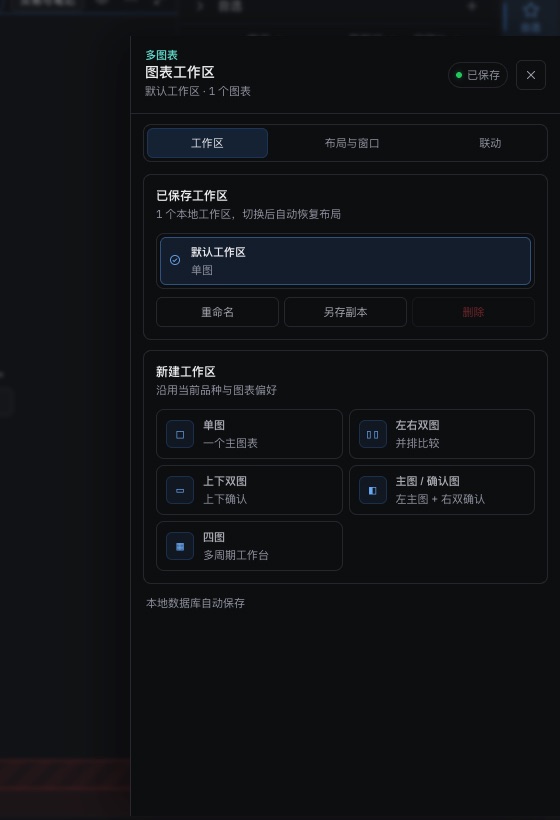 多图表
图表工作区
默认工作区 · 1 个图表
已保存
工作区
布局与窗口
联动
已保存工作区
1 个本地工作区，切换后自动恢复布局
默认工作区
单图
重命名
另存副本
删除
新建工作区
沿用当前品种与图表偏好
单图
一个主图表
左右双图
并排比较
上下双图
上下确认
主图 / 确认图
左主图 + 右双确认
四图
多周期工作台
本地数据库自动保存